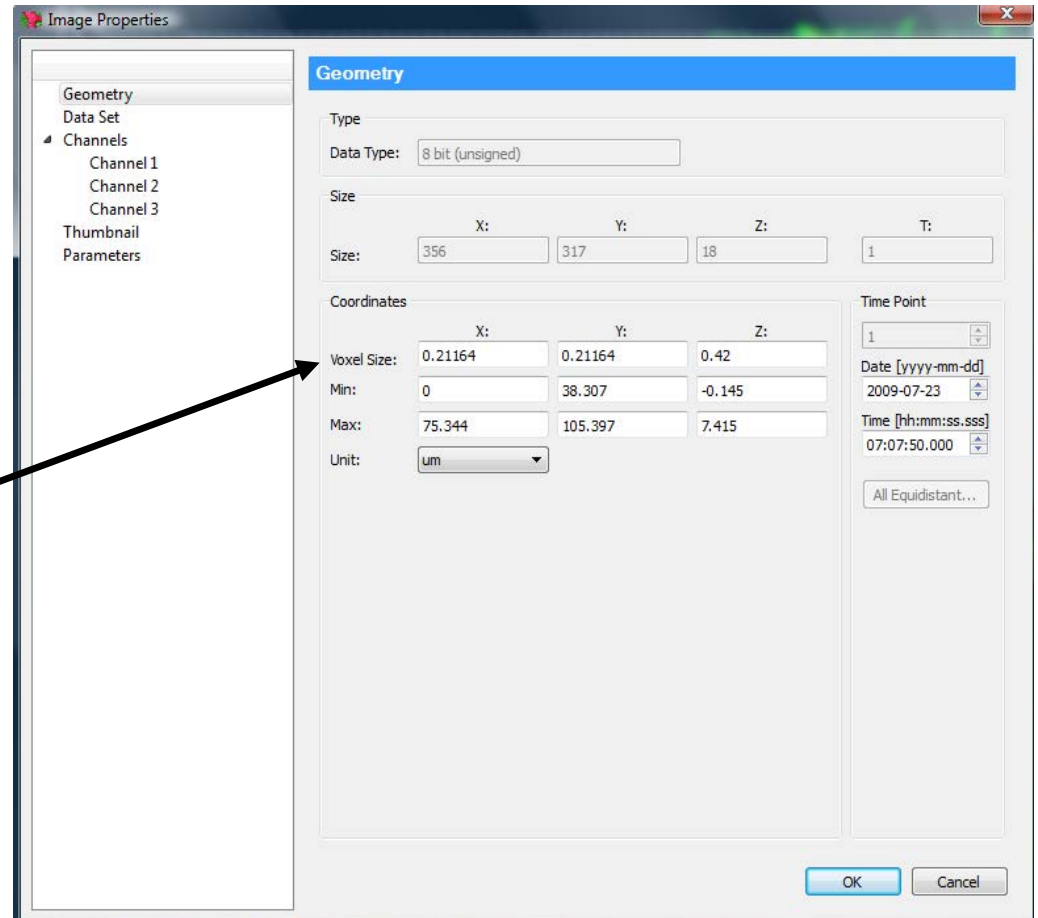 Image Properties
Geometry
Data Set
Channels
Channel 1
Channel 2
Channel 3
Thumbnail
Parameters
Geometry
Type
Data Type: 8 bit (unsigned)
Size
X: Y: Z: T:
Size: 356 317 18 1
Coordinates
X: Y: Z:
Voxel Size: 0.21164 0.21164 0.42
Min: 0 38.307 -0.145
Max: 75.344 105.397 7.415
Unit: um
Time Point
1
Date [yyyy-mm-dd]
2009-07-23
Time [hh:mm:ss.sss]
07:07:50.000
All Equidistant...
OK Cancel